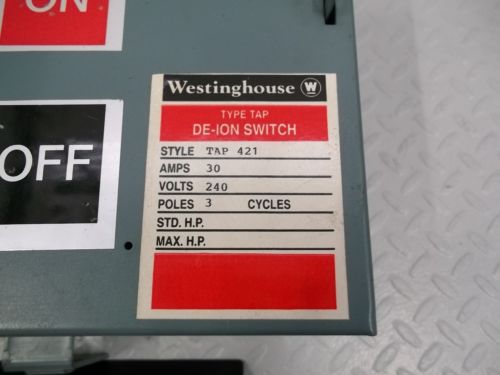 ON
OFF
Westinghouse W
TYPE TAP
DE-ION SWITCH
STYLE TAP 421
AMPS 30
VOLTS 240
POLES 3 CYCLES
STD. H.P.
MAX. H.P.